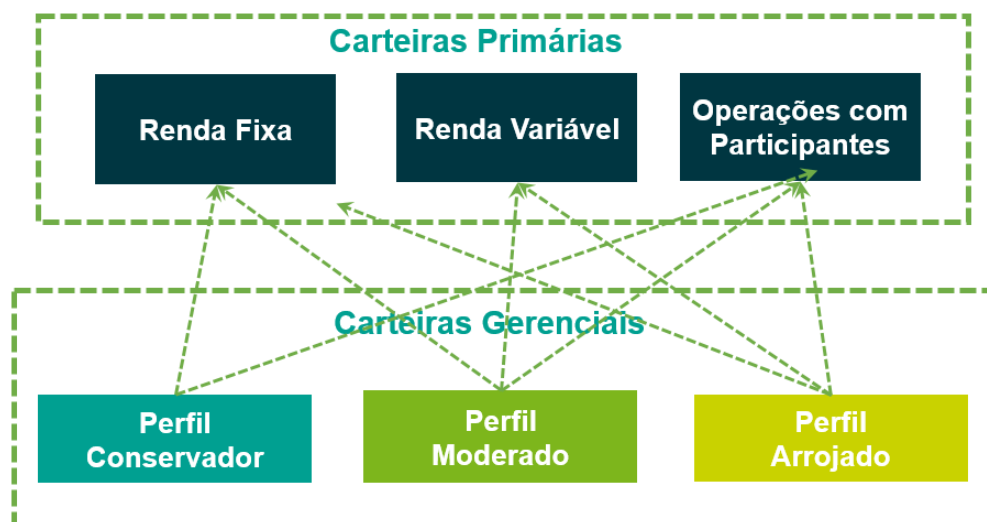 Carteiras Primárias
Renda Fixa
Renda Variável
Operações com
Participantes
Carteiras Gerenciais
Perfil
Conservador
Perfil
Moderado
Perfil
Arrojado